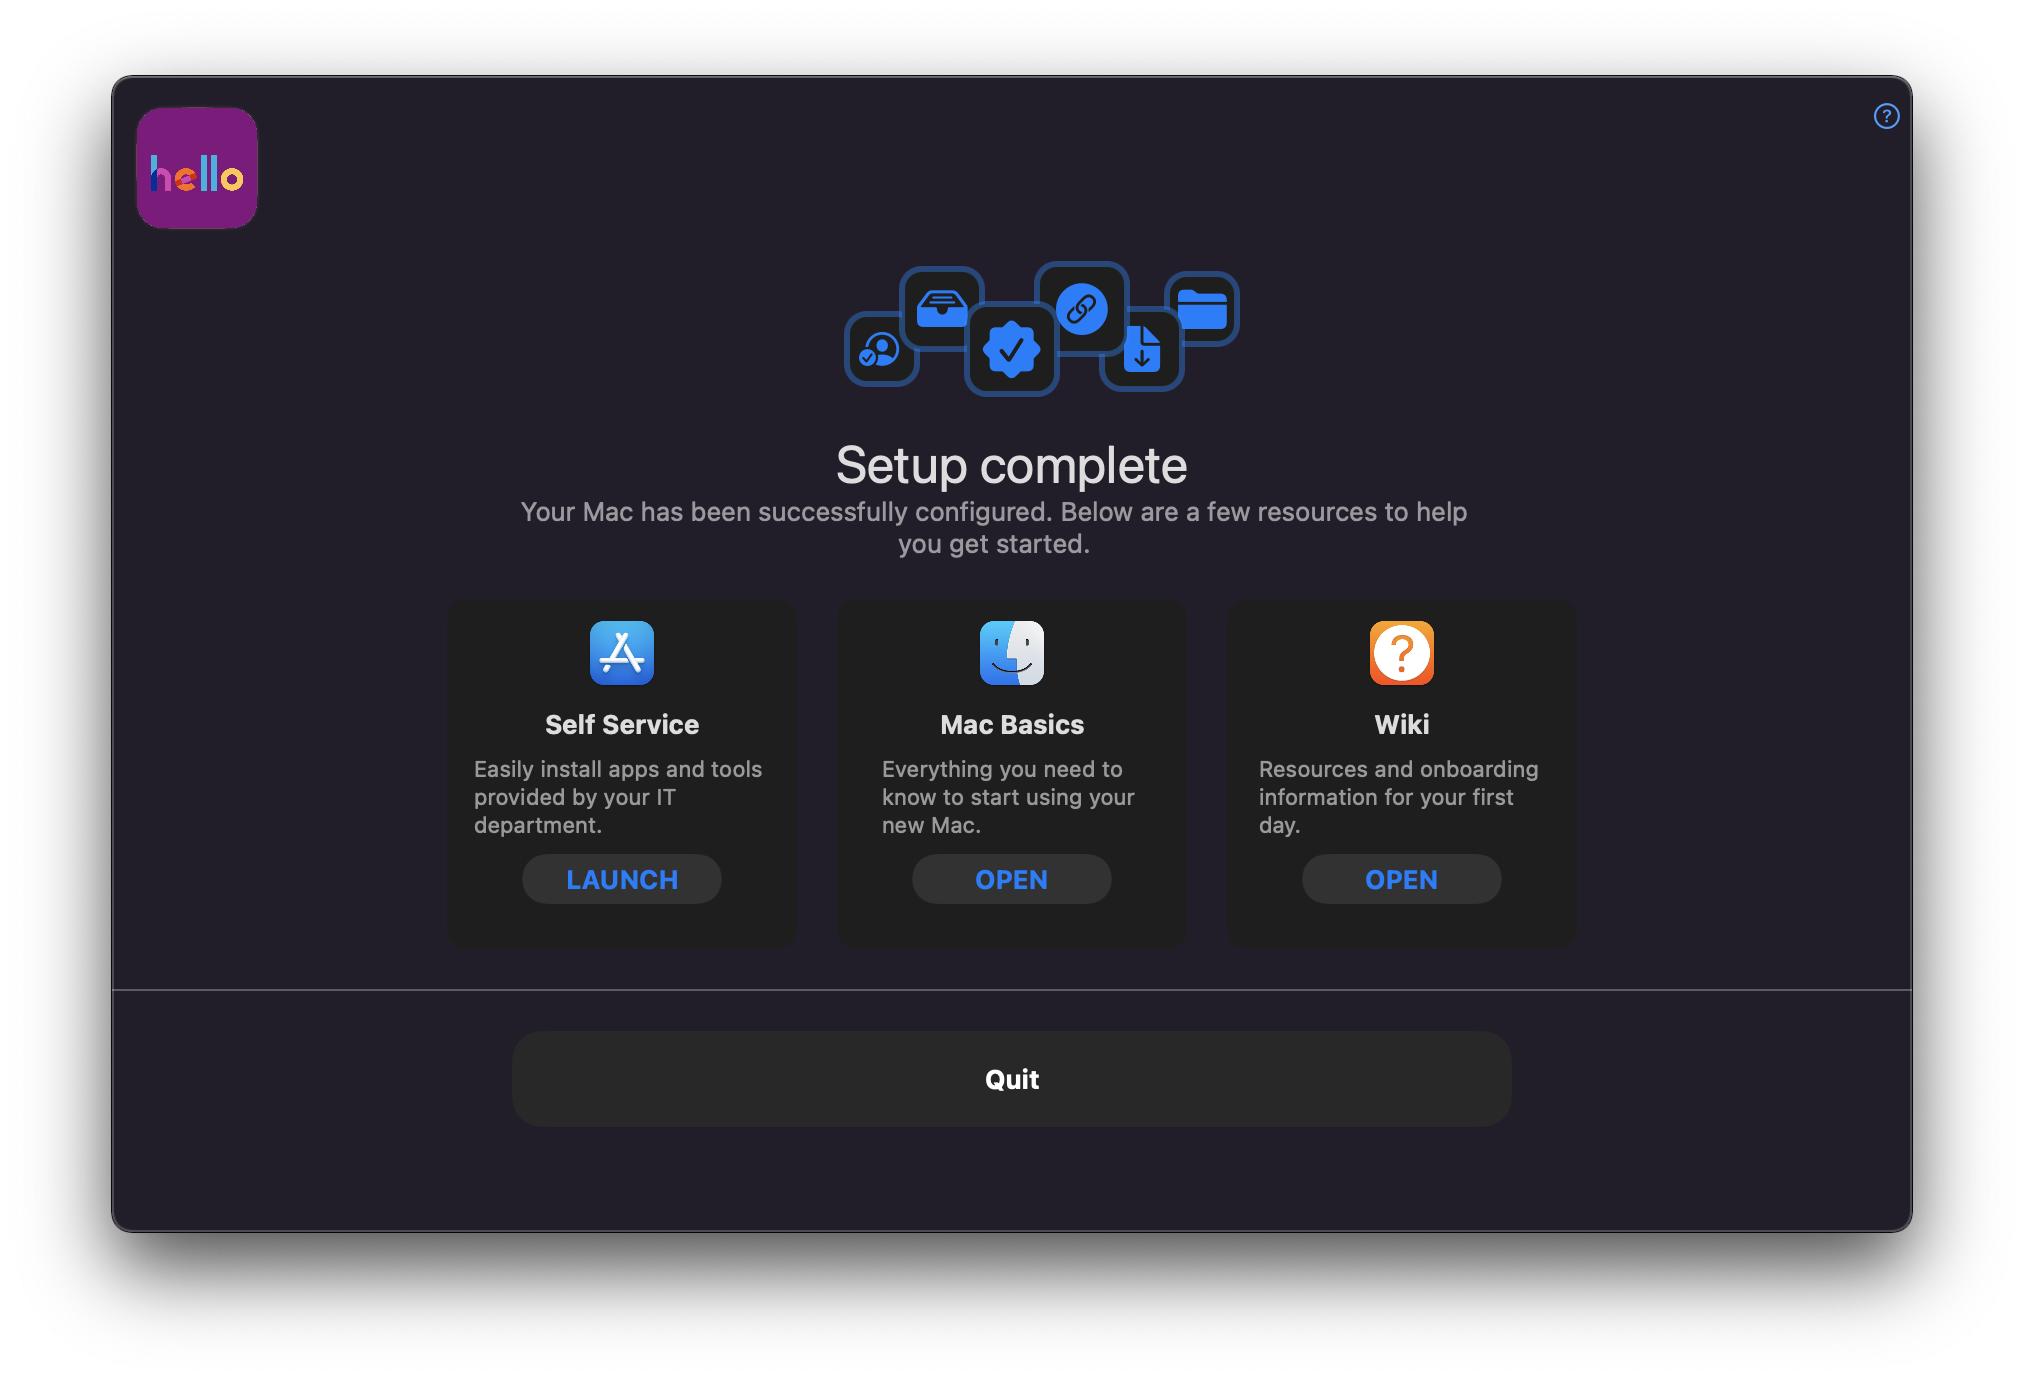 hello
?
Setup complete
Your Mac has been successfully configured. Below are a few resources to help
you get started.
Self Service
Easily install apps and tools
provided by your IT
department.
LAUNCH
Mac Basics
Everything you need to
know to start using your
new Mac.
OPEN
?
Wiki
Resources and onboarding
information for your first
day.
OPEN
Quit